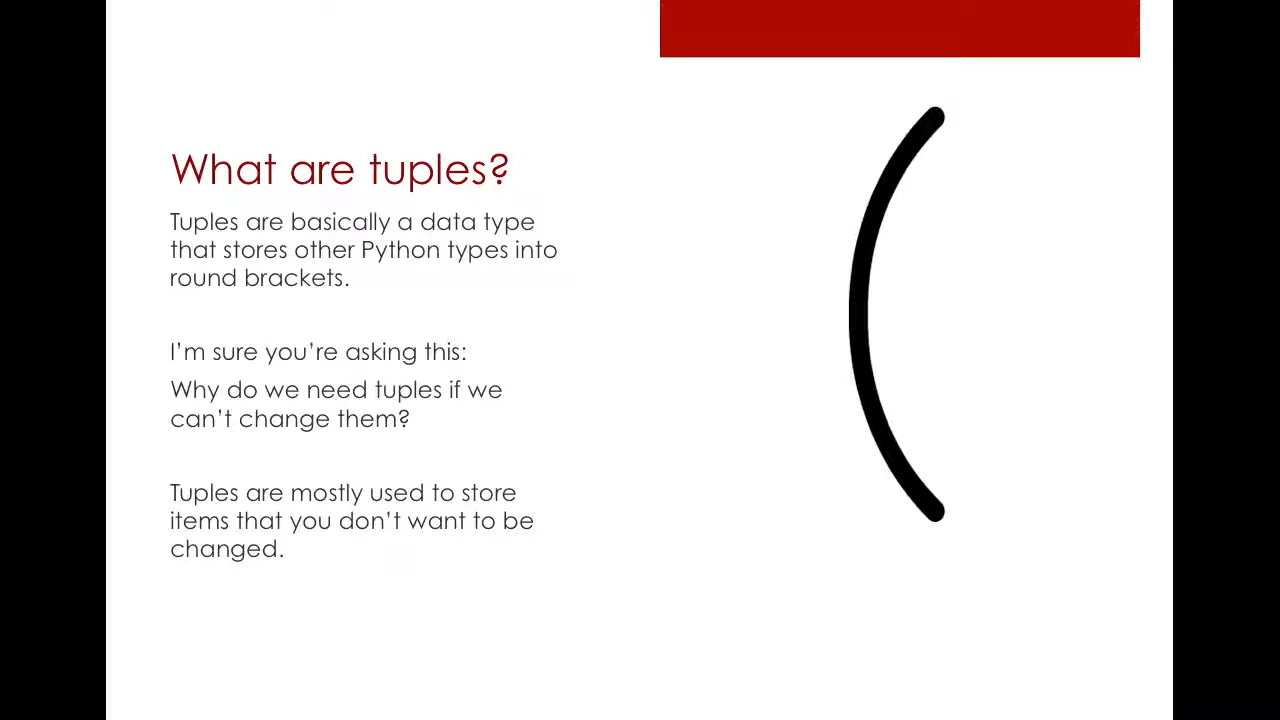 What are tuples?
Tuples are basically a data type
that stores other Python types into
round brackets.
I’m sure you’re asking this:
Why do we need tuples if we
can’t change them?
Tuples are mostly used to store
items that you don’t want to be
changed.
(